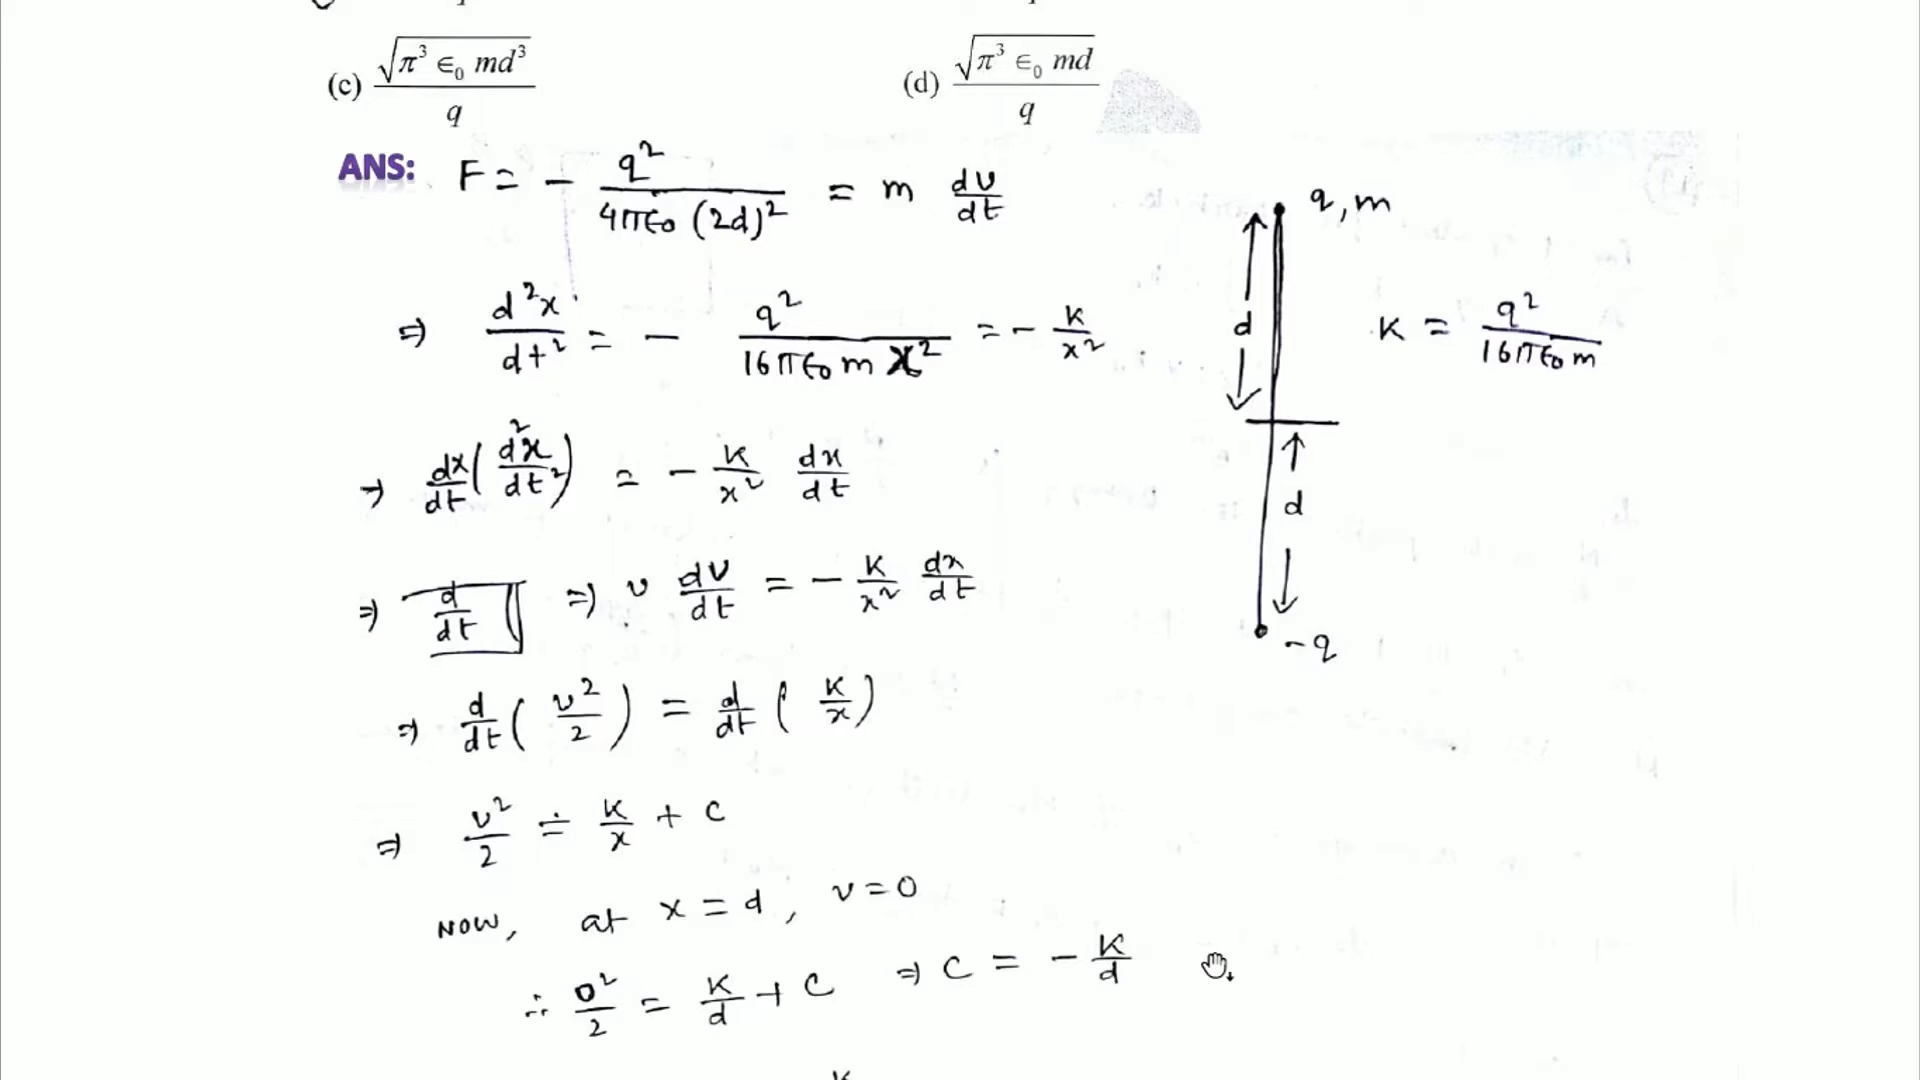 (c) √(π³ ∈₀ md³) / q (d) √(π³ ∈₀ md) / q
ANS: F = - q² / 4π∈₀ (2d)² = m dv/dt
q, m
⇒ d²x/dt² = - q² / 16π∈₀ m x² = - K/x²
d
K = q² / 16π∈₀ m
⇒ dx/dt ( d²x/dt² ) = - K/x² dx/dt
d
⇒ d/dt ⇒ v dv/dt = - K/x² dx/dt
-q
⇒ d/dt ( v²/2 ) = d/dt ( K/x )
⇒ v²/2 = K/x + C
NOW, at x = d, v = 0
∴ 0²/2 = K/d + C ⇒ C = - K/d